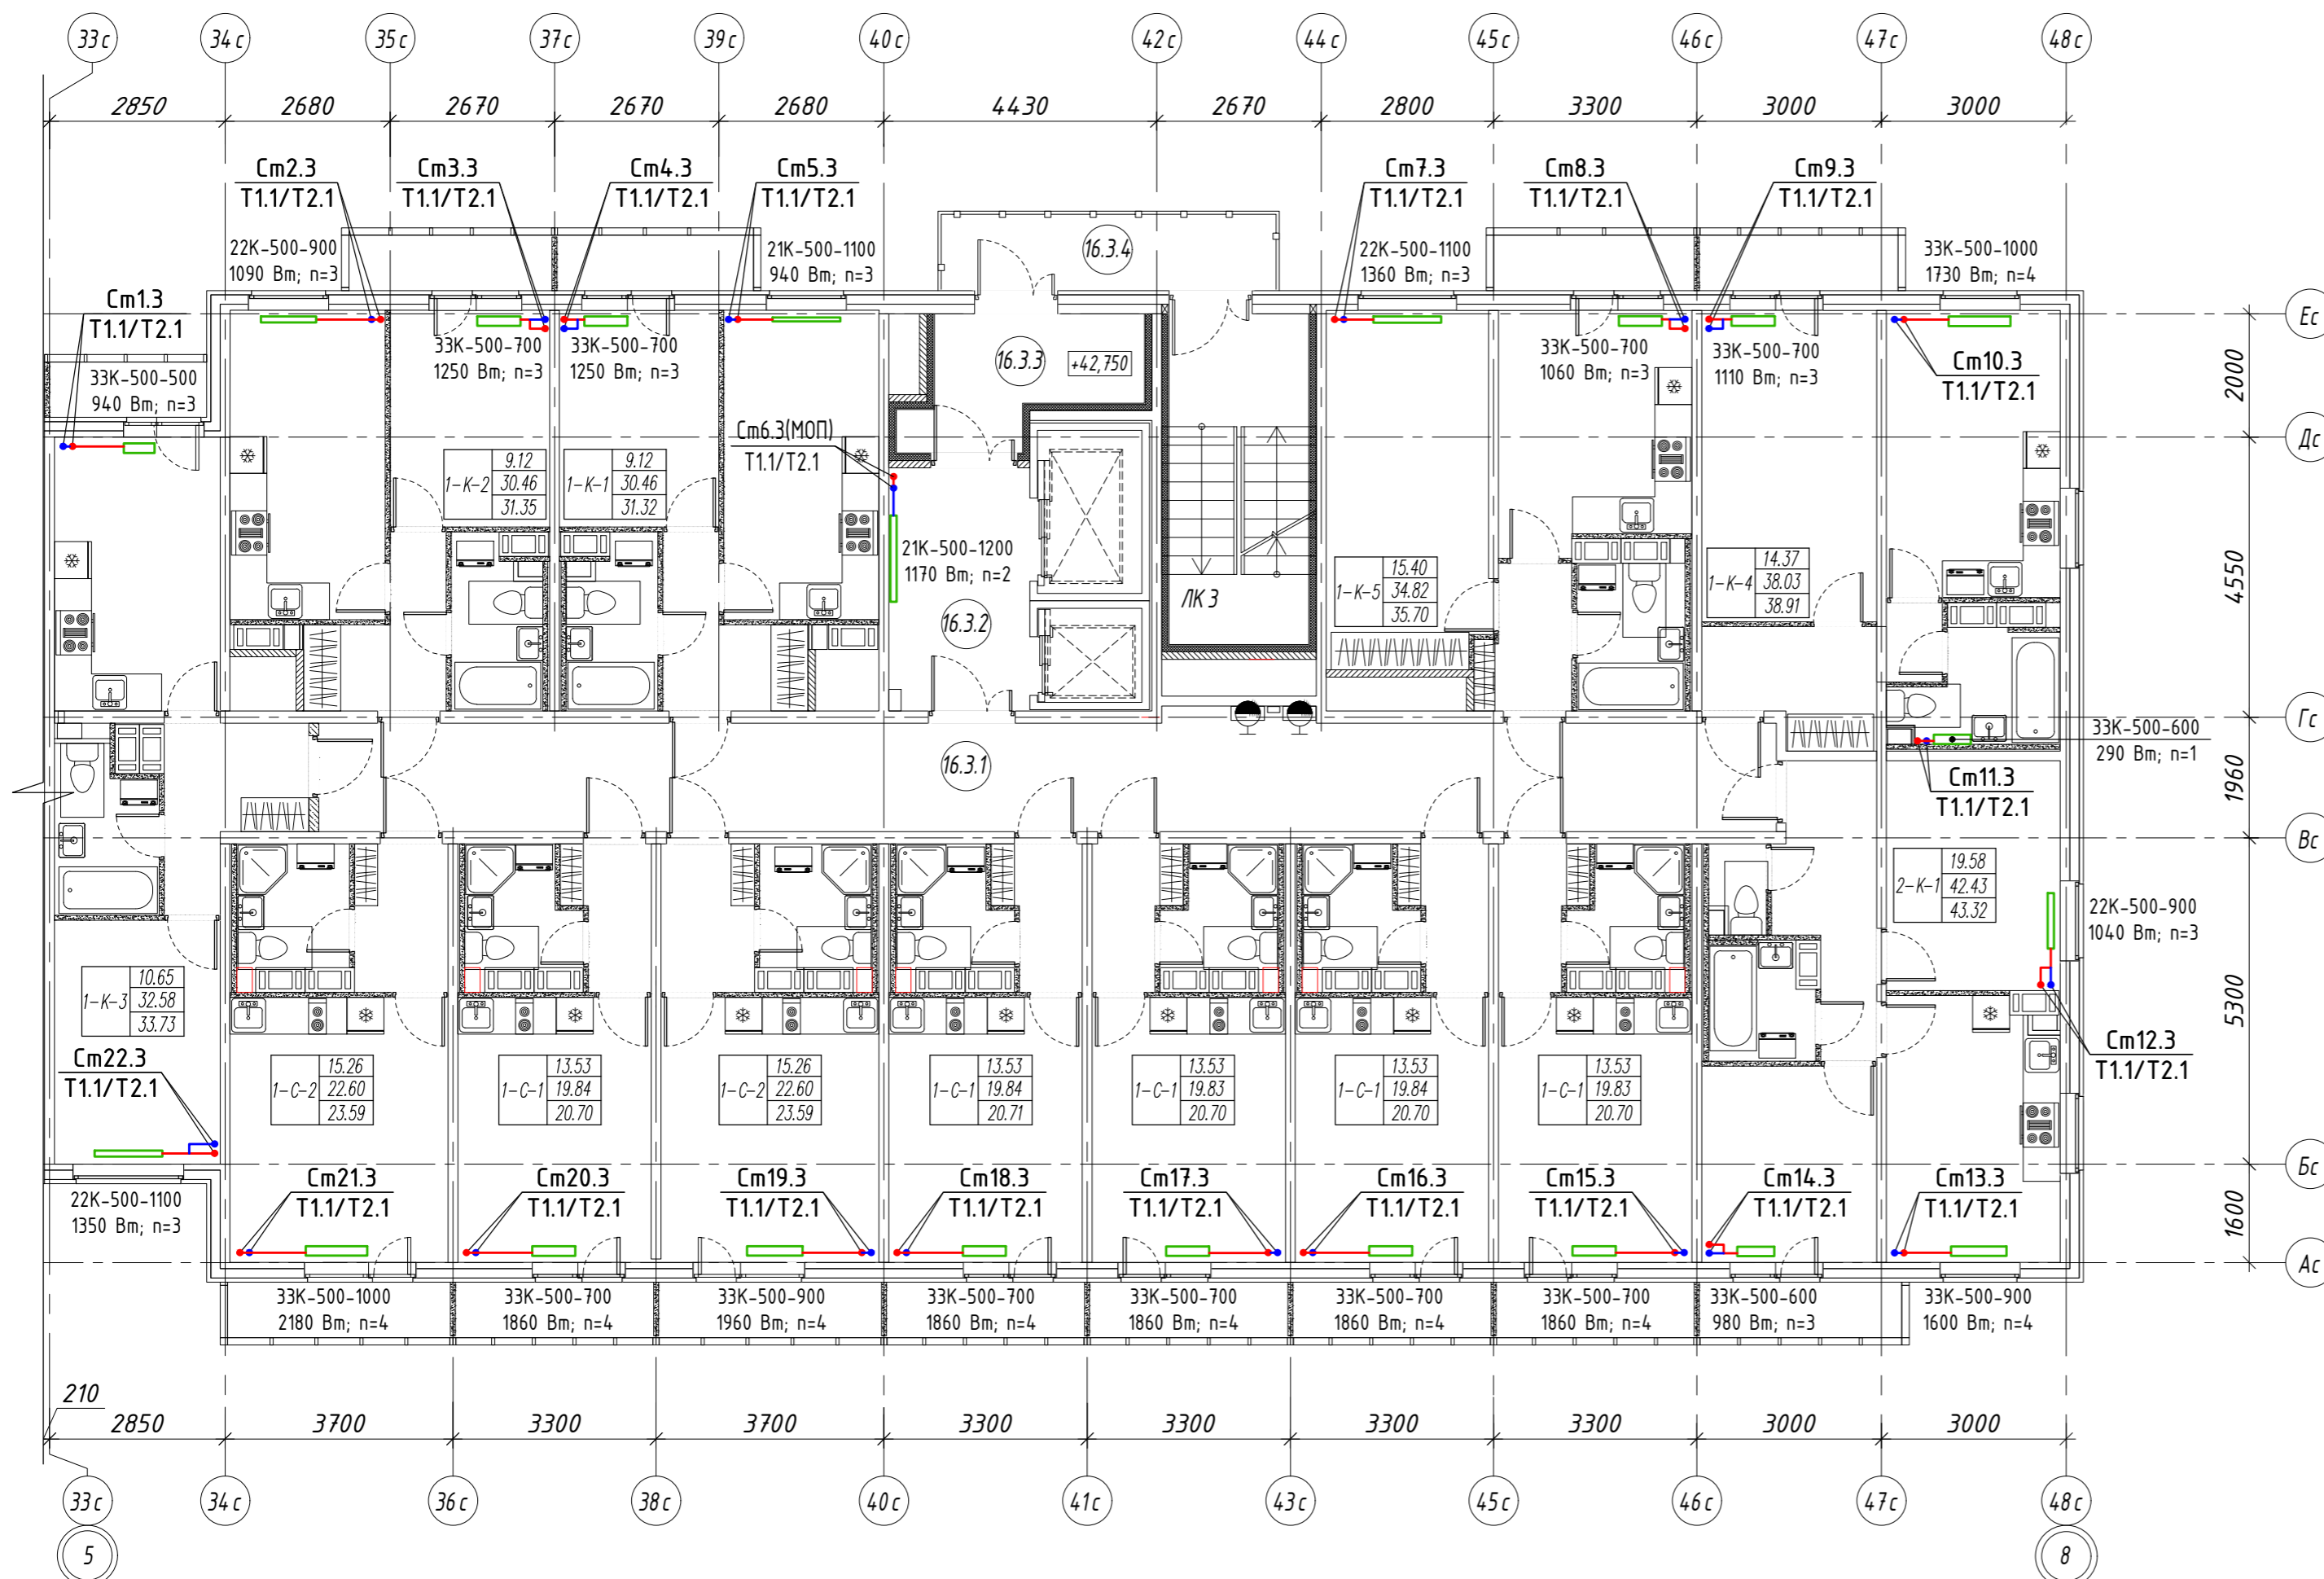 33с 34с 35с 37с 39с 40с 42с 44с 45с 46с 47с 48с
2850 2680 2670 2670 2680 4430 2670 2800 3300 3000 3000
Ст2.3
Т1.1/Т2.1
Ст3.3
Т1.1/Т2.1
Ст4.3
Т1.1/Т2.1
Ст5.3
Т1.1/Т2.1
Ст7.3
Т1.1/Т2.1
Ст8.3
Т1.1/Т2.1
Ст9.3
Т1.1/Т2.1
22К-500-900
1090 Вт; n=3
21К-500-1100
940 Вт; n=3
16.3.4
22К-500-1100
1360 Вт; n=3
33К-500-1000
1730 Вт; n=4
Ст1.3
Т1.1/Т2.1
Ес
33К-500-500
940 Вт; n=3
33К-500-700
1250 Вт; n=3
33К-500-700
1250 Вт; n=3
16.3.3
+42,750
33К-500-700
1060 Вт; n=3
33К-500-700
1110 Вт; n=3
Ст10.3
Т1.1/Т2.1
2000
Дс
Ст6.3(МОП)
Т1.1/Т2.1
1-К-2
9.12
30.46
31.35
1-К-1
9.12
30.46
31.32
21К-500-1200
1170 Вт; n=2
16.3.2
ЛК 3
1-К-5
15.40
34.82
35.70
1-К-4
14.37
38.03
38.91
4550
Гс
16.3.1
33К-500-600
290 Вт; n=1
Ст11.3
Т1.1/Т2.1
1960
Вс
2-К-1
19.58
42.43
43.32
22К-500-900
1040 Вт; n=3
1-К-3
10.65
32.58
33.73
5300
Ст12.3
Т1.1/Т2.1
Ст22.3
Т1.1/Т2.1
1-С-2
15.26
22.60
23.59
1-С-1
13.53
19.84
20.70
1-С-2
15.26
22.60
23.59
1-С-1
13.53
19.84
20.71
1-С-1
13.53
19.83
20.70
1-С-1
13.53
19.84
20.70
1-С-1
13.53
19.83
20.70
Бс
22К-500-1100
1350 Вт; n=3
Ст21.3
Т1.1/Т2.1
Ст20.3
Т1.1/Т2.1
Ст19.3
Т1.1/Т2.1
Ст18.3
Т1.1/Т2.1
Ст17.3
Т1.1/Т2.1
Ст16.3
Т1.1/Т2.1
Ст15.3
Т1.1/Т2.1
Ст14.3
Т1.1/Т2.1
Ст13.3
Т1.1/Т2.1
1600
Ас
33К-500-1000
2180 Вт; n=4
33К-500-700
1860 Вт; n=4
33К-500-900
1960 Вт; n=4
33К-500-700
1860 Вт; n=4
33К-500-700
1860 Вт; n=4
33К-500-700
1860 Вт; n=4
33К-500-700
1860 Вт; n=4
33К-500-600
980 Вт; n=3
33К-500-900
1600 Вт; n=4
210
2850 3700 3300 3700 3300 3300 3300 3300 3000 3000
33с 34с 36с 38с 40с 41с 43с 45с 46с 47с 48с
5 8